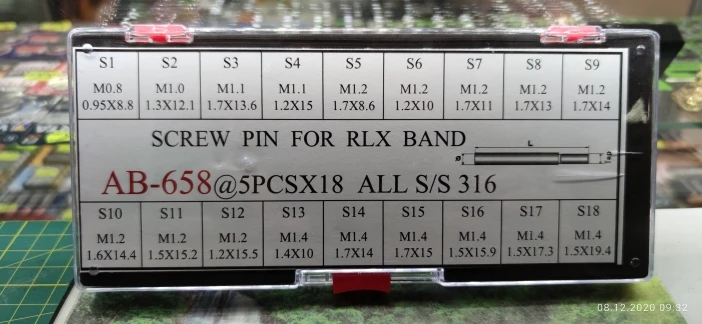 S1 S2 S3 S4 S5 S6 S7 S8 S9
M0.8 M1.0 M1.1 M1.1 M1.2 M1.2 M1.2 M1.2 M1.2
0.95X8.8 1.3X12.1 1.7X13.6 1.2X15 1.7X8.6 1.2X10 1.7X11 1.7X13 1.7X14
SCREW PIN FOR RLX BAND
L
Ø
Tap
AB-658@5PCSX18 ALL S/S 316
S10 S11 S12 S13 S14 S15 S16 S17 S18
M1.2 M1.2 M1.2 M1.4 M1.4 M1.4 M1.4 M1.4 M1.4
1.6X14.4 1.5X15.2 1.2X15.5 1.4X10 1.7X14 1.7X15 1.5X15.9 1.5X17.3 1.5X19.4
08.12.2020 09:32